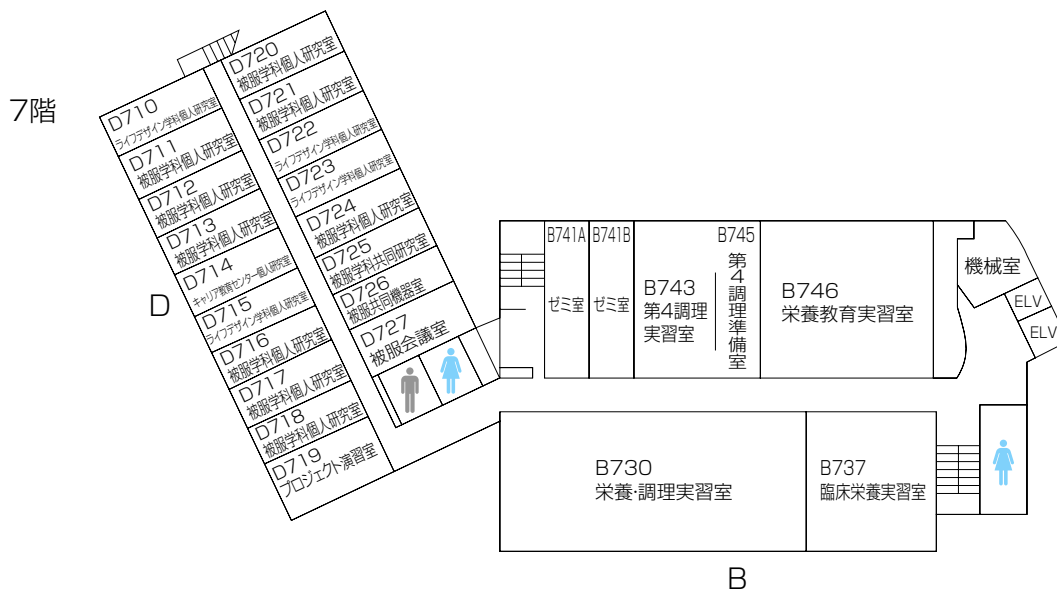 7階
D710
ライフデザイン学科個人研究室
D711
被服学科個人研究室
D712
被服学科個人研究室
D713
被服学科個人研究室
D714
キャリア教育センター個人研究室
D715
ライフデザイン学科個人研究室
D716
被服学科個人研究室
D717
被服学科個人研究室
D718
被服学科個人研究室
D719
プロジェクト演習室
D720
被服学科個人研究室
D721
被服学科個人研究室
D722
ライフデザイン学科個人研究室
D723
ライフデザイン学科個人研究室
D724
被服学科個人研究室
D725
被服学科共同研究室
D726
被服共同機器室
D727
被服会議室
D
B741A
ゼミ室
B741B
ゼミ室
B743
第4調理
実習室
B745
第4調理準備室
B746
栄養教育実習室
機械室
ELV
ELV
B730
栄養・調理実習室
B737
臨床栄養実習室
B